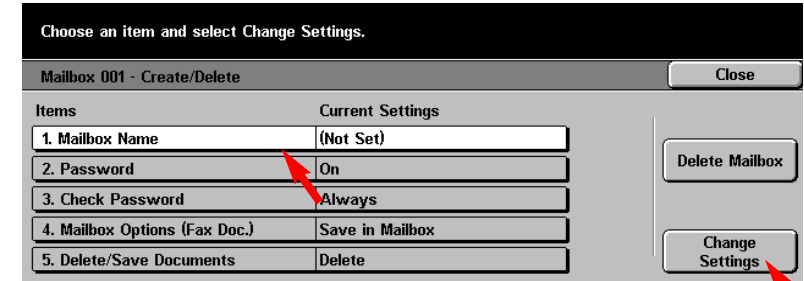 Choose an item and select Change Settings.
Mailbox 001 - Create/Delete
Close
Items
Current Settings
1. Mailbox Name
(Not Set)
2. Password
On
3. Check Password
Always
4. Mailbox Options (Fax Doc.)
Save in Mailbox
5. Delete/Save Documents
Delete
Delete Mailbox
Change
Settings